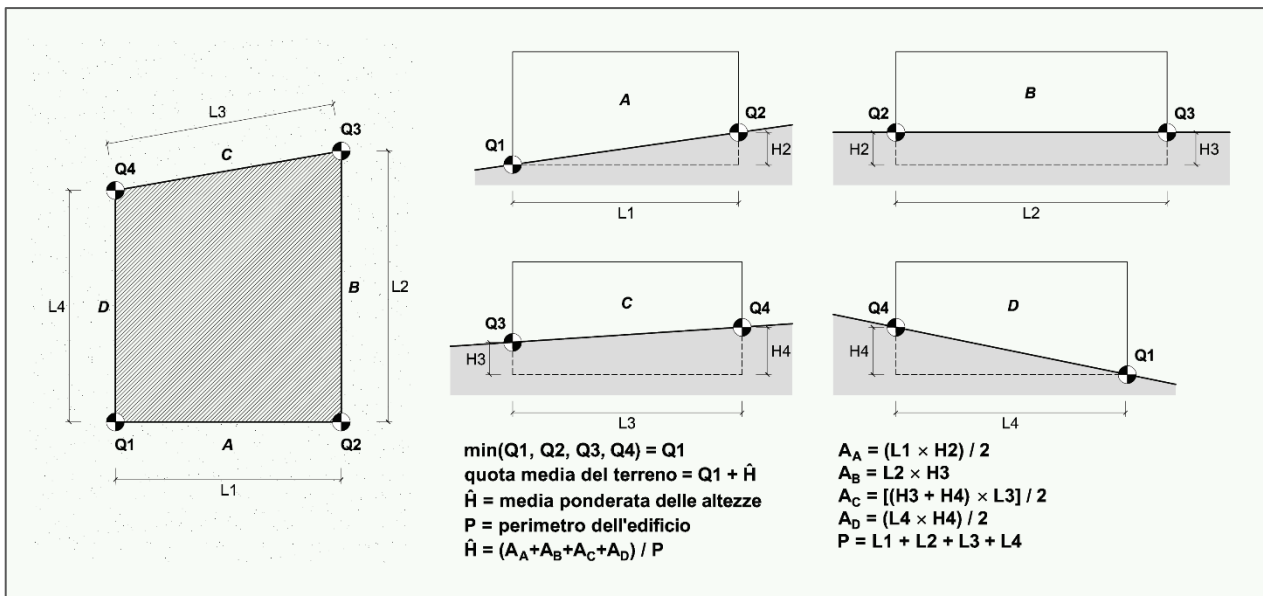 L3
Q3
C
Q4
L4
D
B
L2
Q1
A
Q2
L1
A
Q2
Q1
H2
L1
B
Q2
Q3
H2
H3
L2
C
Q4
Q3
H3
H4
L3
D
Q4
Q1
H4
L4
min(Q1, Q2, Q3, Q4) = Q1
quota media del terreno = Q1 + Ĥ
Ĥ = media ponderata delle altezze
P = perimetro dell'edificio
Ĥ = (A_A+A_B+A_C+A_D) / P
A_A = (L1 × H2) / 2
A_B = L2 × H3
A_C = [(H3 + H4) × L3] / 2
A_D = (L4 × H4) / 2
P = L1 + L2 + L3 + L4